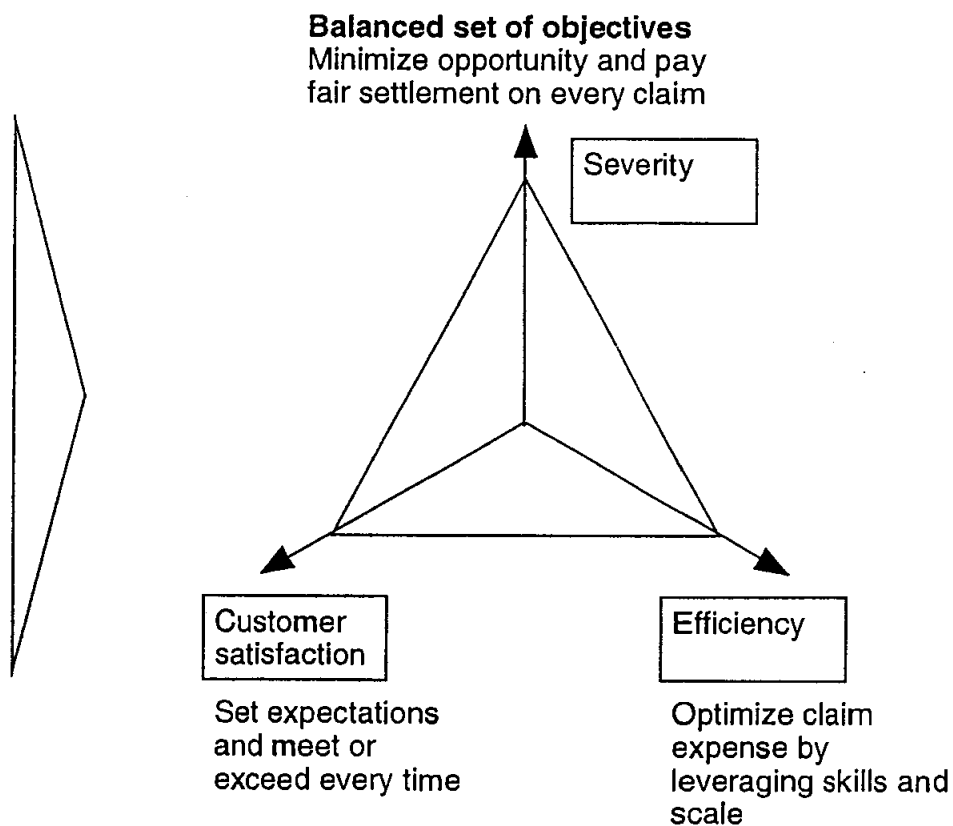 Balanced set of objectives
Minimize opportunity and pay
fair settlement on every claim
Severity
Customer
satisfaction
Set expectations
and meet or
exceed every time
Efficiency
Optimize claim
expense by
leveraging skills and
scale